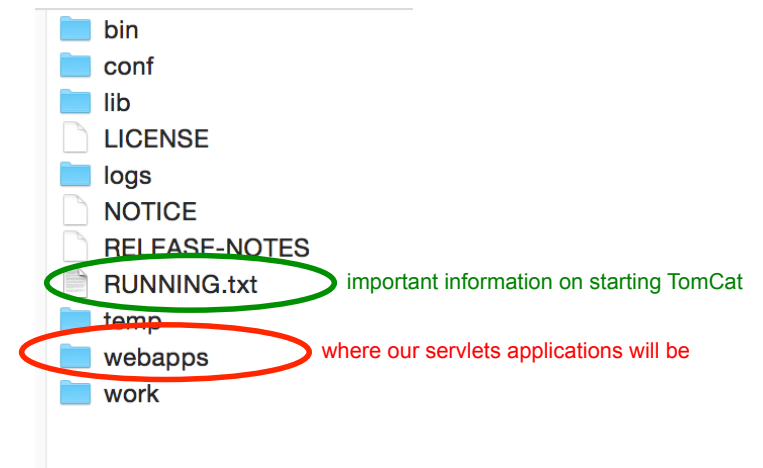 bin
conf
lib
LICENSE
logs
NOTICE
RELEASE-NOTES
RUNNING.txt important information on starting TomCat
temp
webapps where our servlets applications will be
work